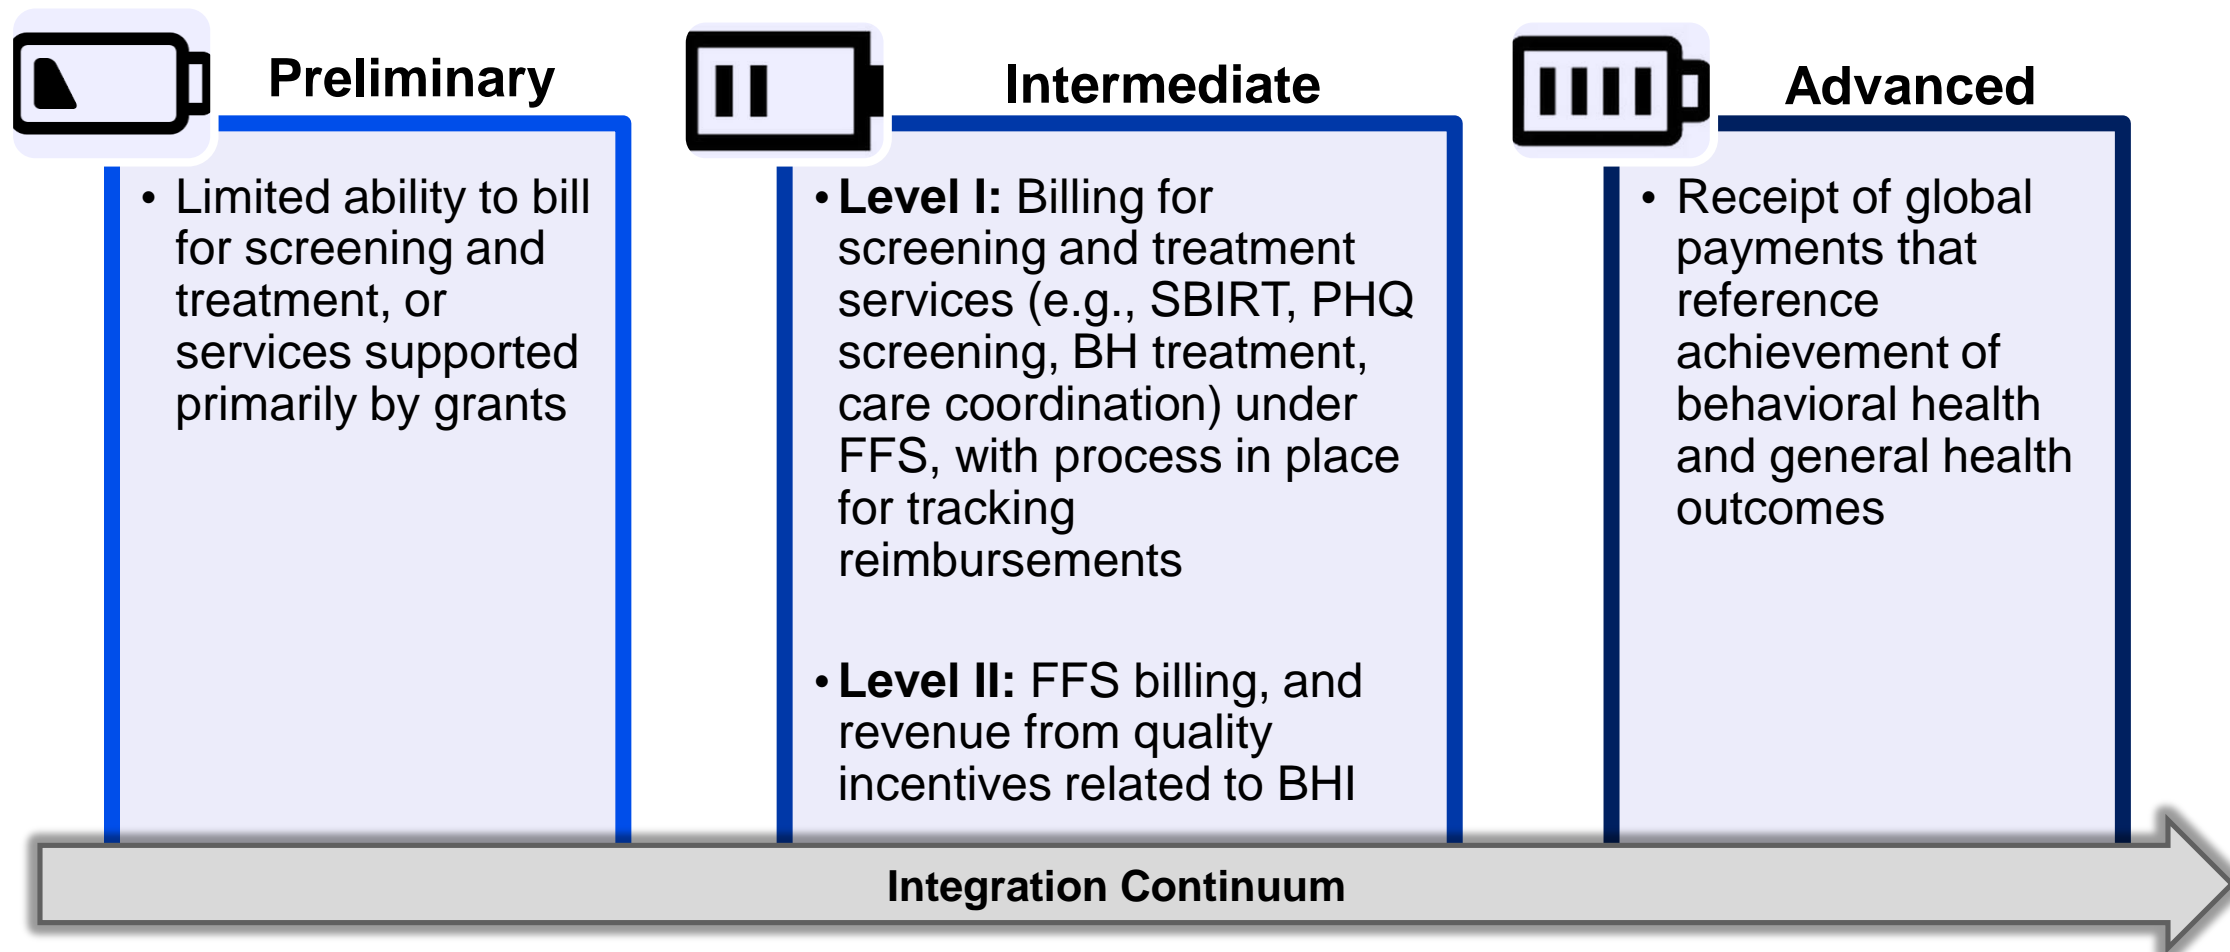 Preliminary
• Limited ability to bill
for screening and
treatment, or
services supported
primarily by grants
Intermediate
• Level I: Billing for
screening and treatment
services (e.g., SBIRT, PHQ
screening, BH treatment,
care coordination) under
FFS, with process in place
for tracking
reimbursements
• Level II: FFS billing, and
revenue from quality
incentives related to BHI
Advanced
• Receipt of global
payments that
reference
achievement of
behavioral health
and general health
outcomes
Integration Continuum